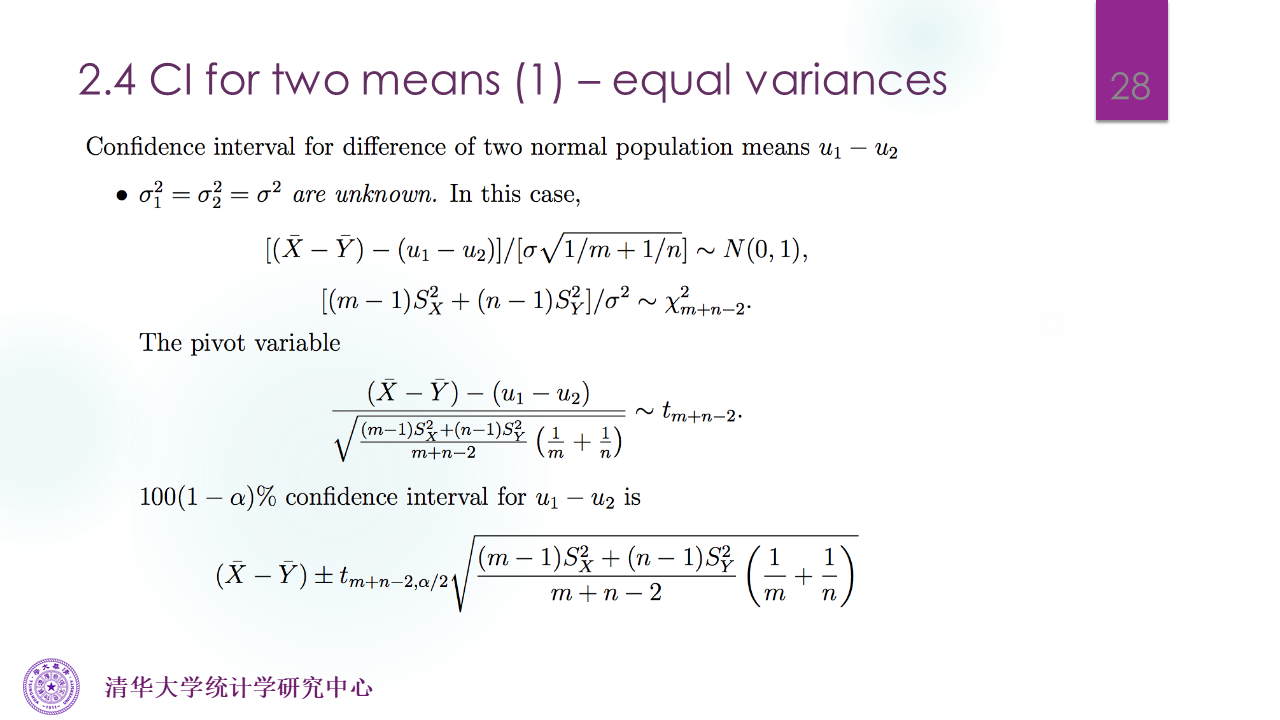 2.4 CI for two means (1) – equal variances
28
Confidence interval for difference of two normal population means $u_1 - u_2$
• $\sigma_1^2 = \sigma_2^2 = \sigma^2$ are unknown. In this case,
$[(\bar{X} - \bar{Y}) - (u_1 - u_2)]/[\sigma\sqrt{1/m + 1/n}] \sim N(0, 1),$
$[(m - 1)S_X^2 + (n - 1)S_Y^2]/\sigma^2 \sim \chi^2_{m+n-2}.$
The pivot variable
$\frac{(\bar{X} - \bar{Y}) - (u_1 - u_2)}{\sqrt{\frac{(m-1)S_X^2+(n-1)S_Y^2}{m+n-2}\left(\frac{1}{m} + \frac{1}{n}\right)}} \sim t_{m+n-2}.$
$100(1 - \alpha)\%$ confidence interval for $u_1 - u_2$ is
$(\bar{X} - \bar{Y}) \pm t_{m+n-2,\alpha/2}\sqrt{\frac{(m - 1)S_X^2 + (n - 1)S_Y^2}{m + n - 2}\left(\frac{1}{m} + \frac{1}{n}\right)}$
清华大学统计学研究中心